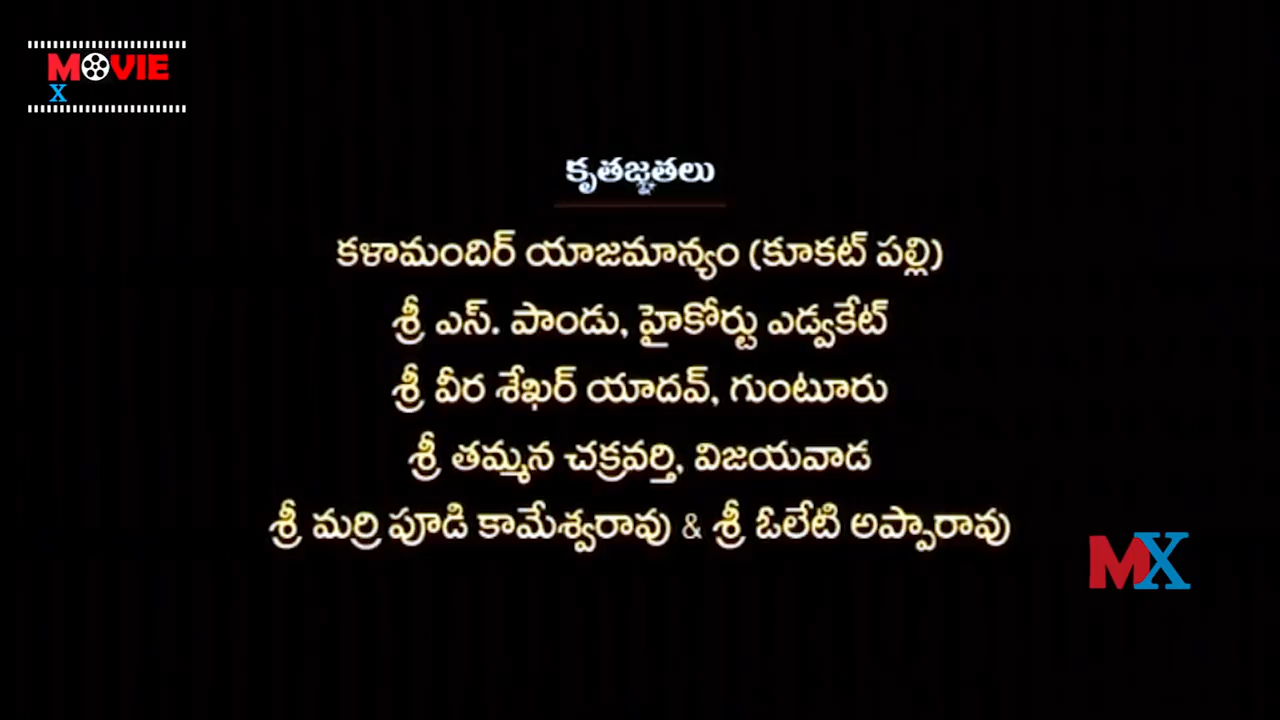 MOVIE
X
కృతజ్ఞతలు
కళామందిర్ యాజమాన్యం (కూకట్ పల్లి)
శ్రీ ఎస్. పాండు, హైకోర్టు ఎడ్వకేట్
శ్రీ వీర శేఖర్ యాదవ్, గుంటూరు
శ్రీ తమ్మన చక్రవర్తి, విజయవాడ
శ్రీ మర్రి పూడి కామేశ్వరరావు & శ్రీ ఓలేటి అప్పారావు
MX